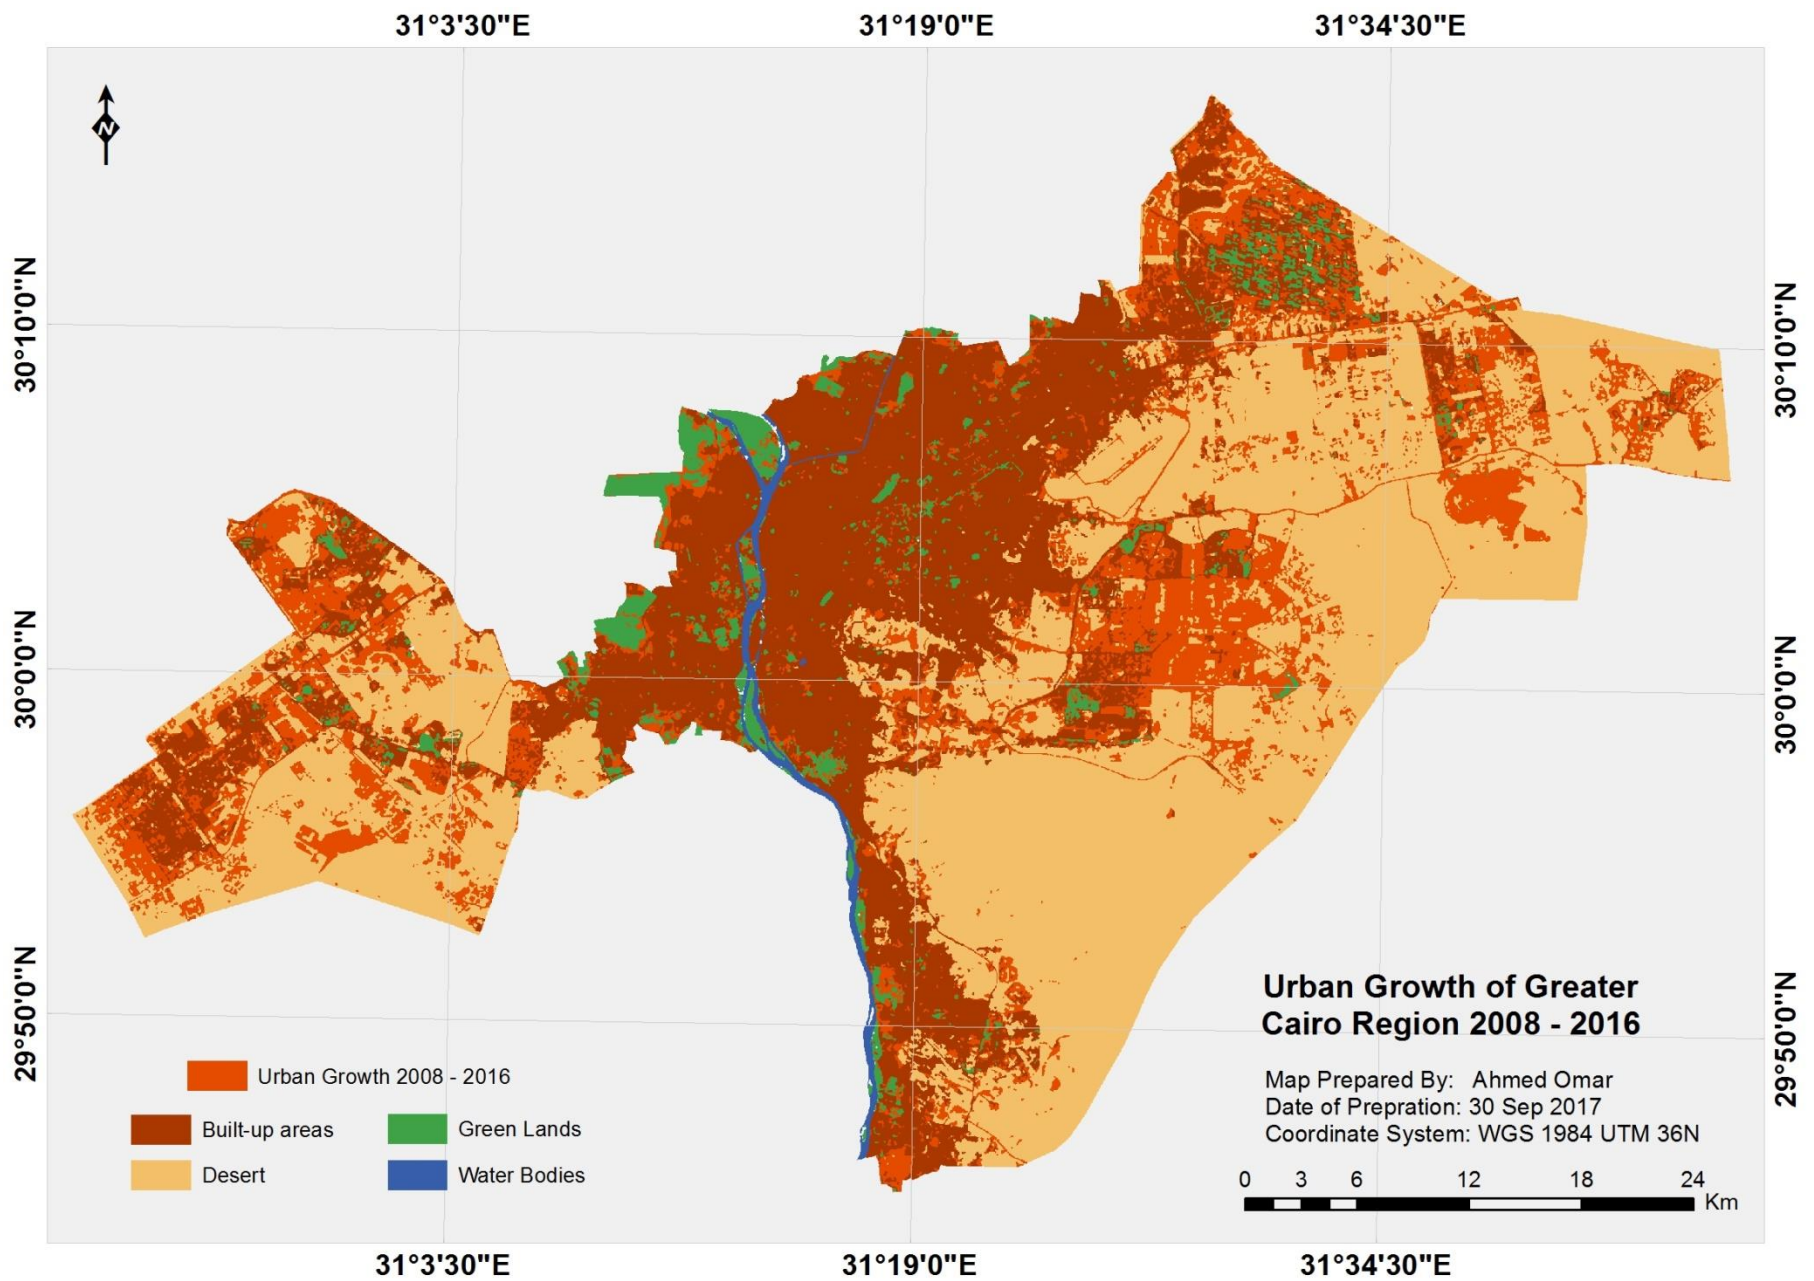 31°3'30"E 31°19'0"E 31°34'30"E
N
30°10'0"N 30°10'0"N
30°0'0"N 30°0'0"N
29°50'0"N 29°50'0"N
Urban Growth of Greater
Cairo Region 2008 - 2016
Map Prepared By: Ahmed Omar
Date of Prepration: 30 Sep 2017
Coordinate System: WGS 1984 UTM 36N
0 3 6 12 18 24
Km
Urban Growth 2008 - 2016
Built-up areas
Green Lands
Desert
Water Bodies
31°3'30"E 31°19'0"E 31°34'30"E